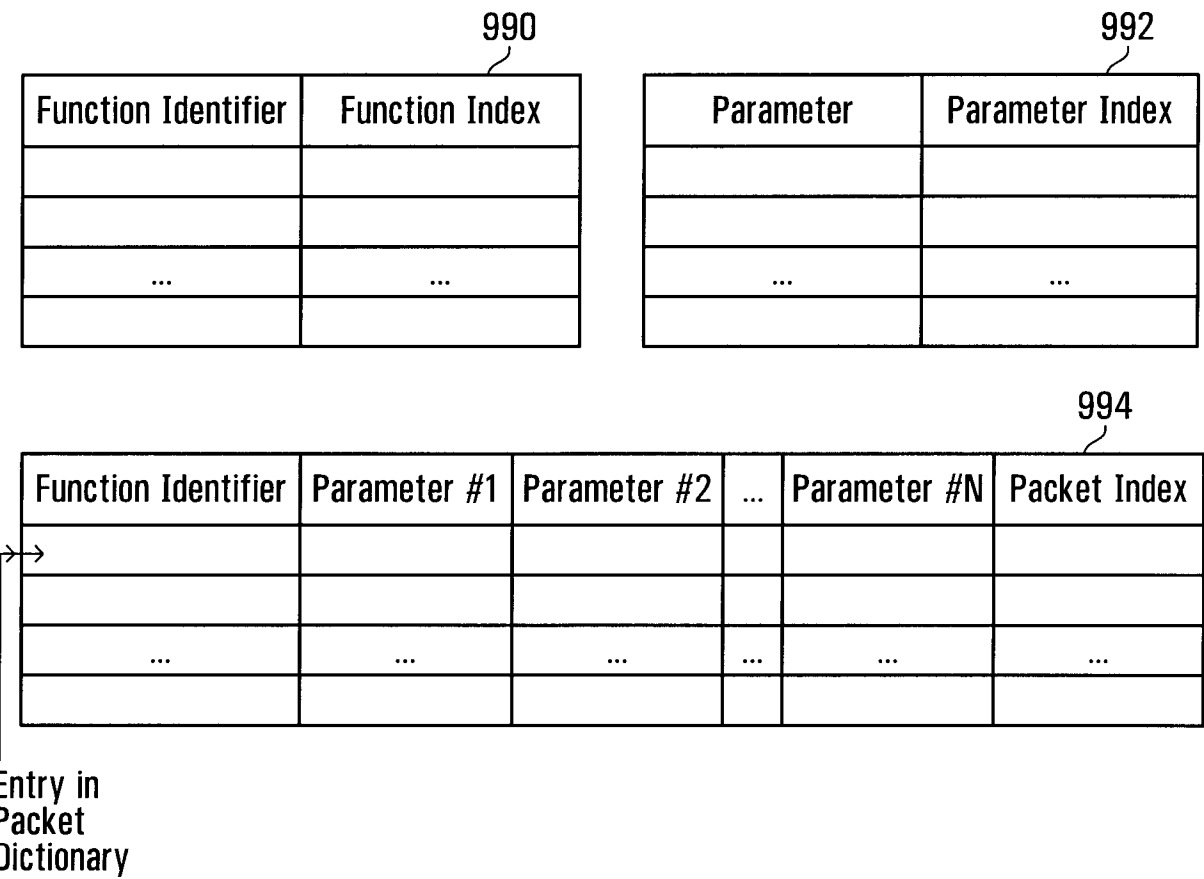 990
992
Function Identifier Function Index
Parameter Parameter Index
... ...
... ...
994
Function Identifier Parameter #1 Parameter #2 ... Parameter #N Packet Index
... ... ... ... ... ...
Entry in
Packet
Dictionary